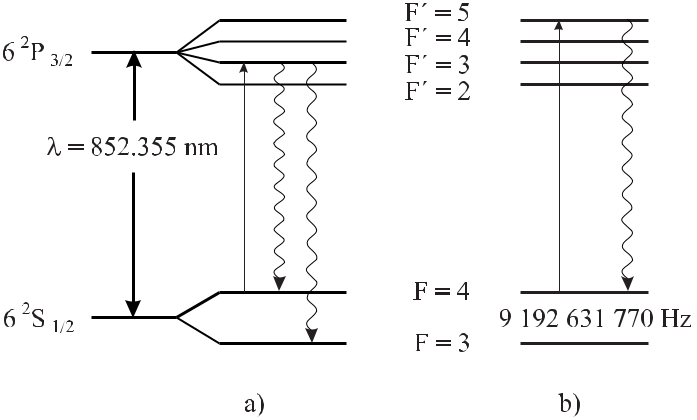 F´ = 5
F´ = 4
6 ²P 3/2
F´ = 3
F´ = 2
λ = 852.355 nm
F = 4
6 ²S 1/2
9 192 631 770 Hz
F = 3
a)
b)